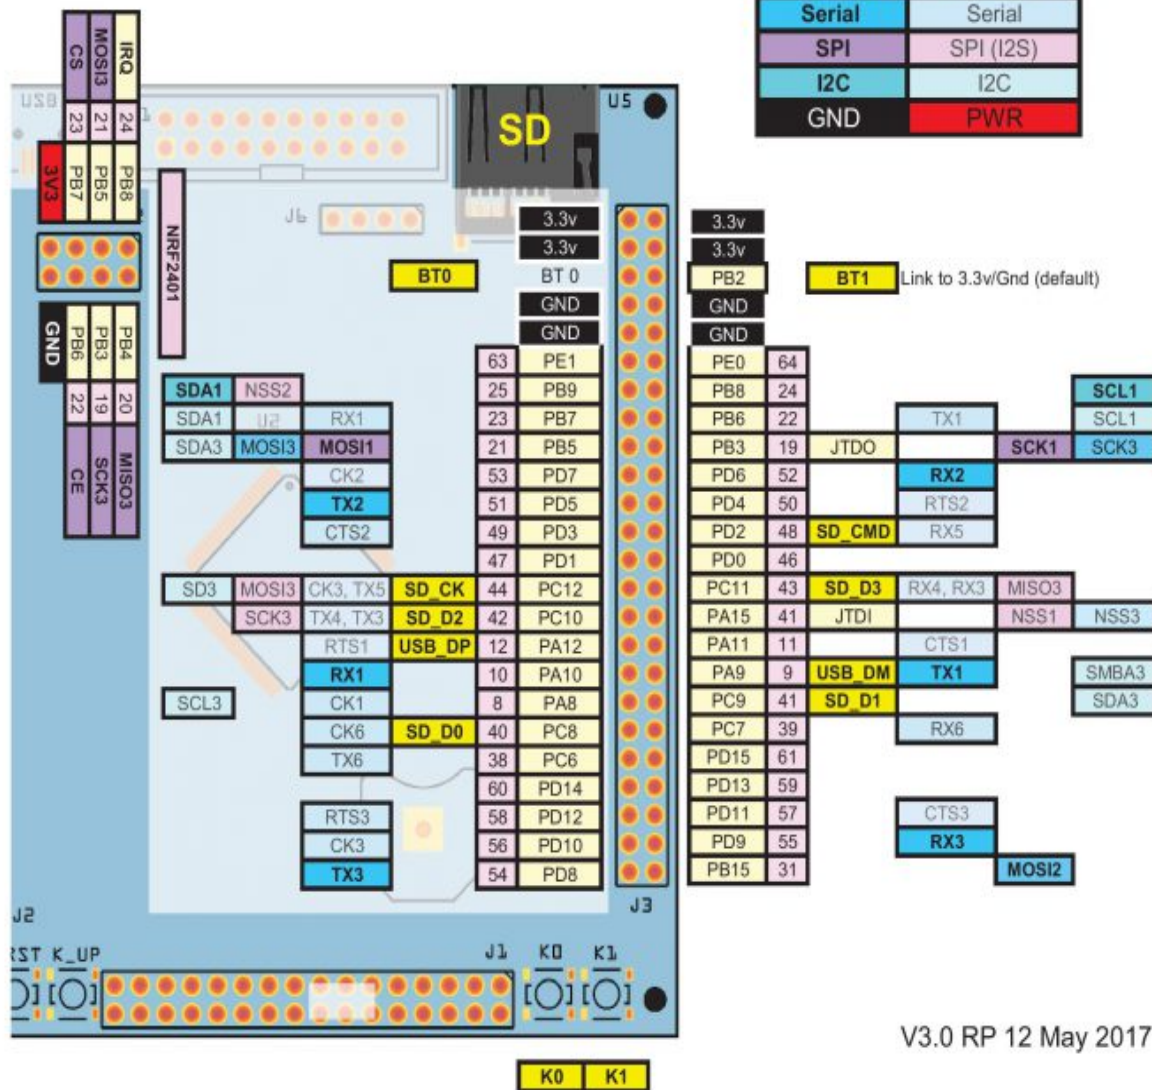 Serial Serial
SPI SPI (I2S)
I2C I2C
GND PWR
CS MOSI3 IRQ
23 21 24
3V3 PB7 PB5 PB8
USB
SD
U5
NRF2401
J6
GND PB6 PB3 PB4
22 19 20
CE SCK3 MISO3
3.3v 3.3v
3.3v 3.3v
BT0 BT 0 PB2 BT1 Link to 3.3v/Gnd (default)
GND GND
GND GND
63 PE1 PE0 64
SDA1 NSS2 25 PB9 PB8 24 SCL1
SDA1 U2 RX1 23 PB7 PB6 22 TX1 SCL1
SDA3 MOSI3 MOSI1 21 PB5 PB3 19 JTDO SCK1 SCK3
CK2 53 PD7 PD6 52 RX2
TX2 51 PD5 PD4 50 RTS2
CTS2 49 PD3 PD2 48 SD_CMD RX5
47 PD1 PD0 46
SD3 MOSI3 CK3, TX5 SD_CK 44 PC12 PC11 43 SD_D3 RX4, RX3 MISO3
SCK3 TX4, TX3 SD_D2 42 PC10 PA15 41 JTDI NSS1 NSS3
RTS1 USB_DP 12 PA12 PA11 11 CTS1
RX1 10 PA10 PA9 9 USB_DM TX1 SMBA3
SCL3 CK1 8 PA8 PC9 41 SD_D1 SDA3
CK6 SD_D0 40 PC8 PC7 39 RX6
TX6 38 PC6 PD15 61
60 PD14 PD13 59
RTS3 58 PD12 PD11 57 CTS3
CK3 56 PD10 PD9 55 RX3
TX3 54 PD8 PB15 31 MOSI2
J3
J2
K_UP J1 K0 K1
V3.0 RP 12 May 2017
K0 K1